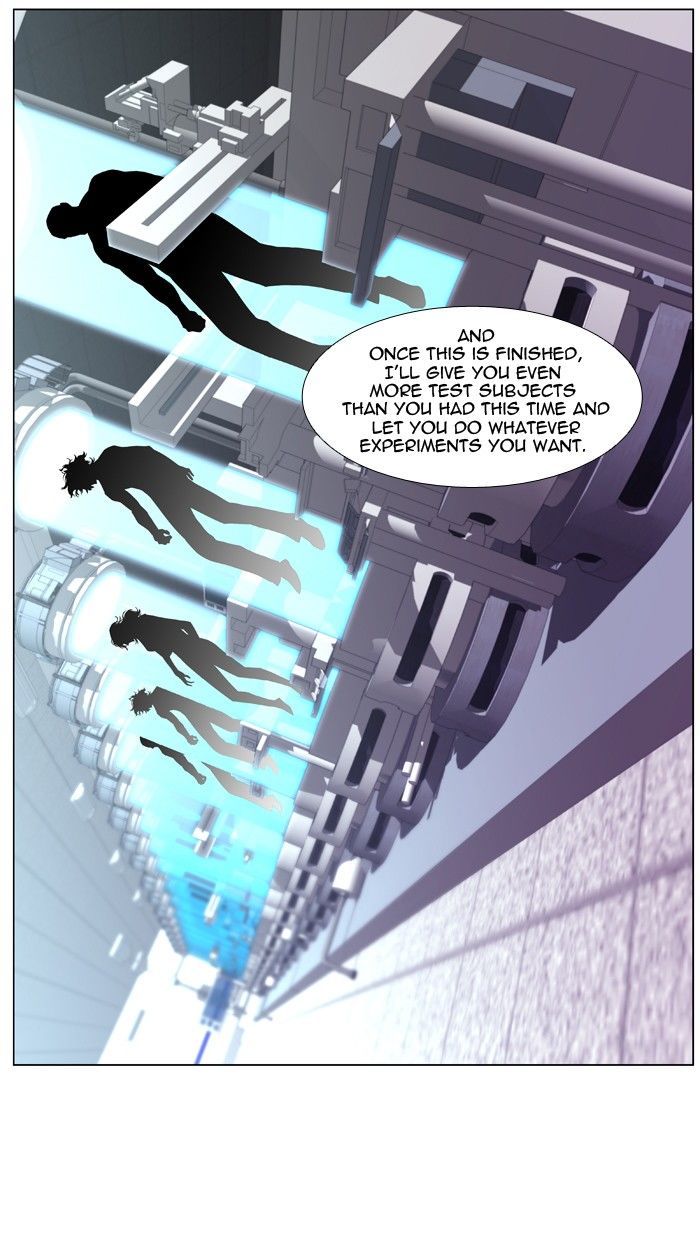 AND
ONCE THIS IS FINISHED,
I'LL GIVE YOU EVEN
MORE TEST SUBJECTS
THAN YOU HAD THIS TIME AND
LET YOU DO WHATEVER
EXPERIMENTS YOU WANT.